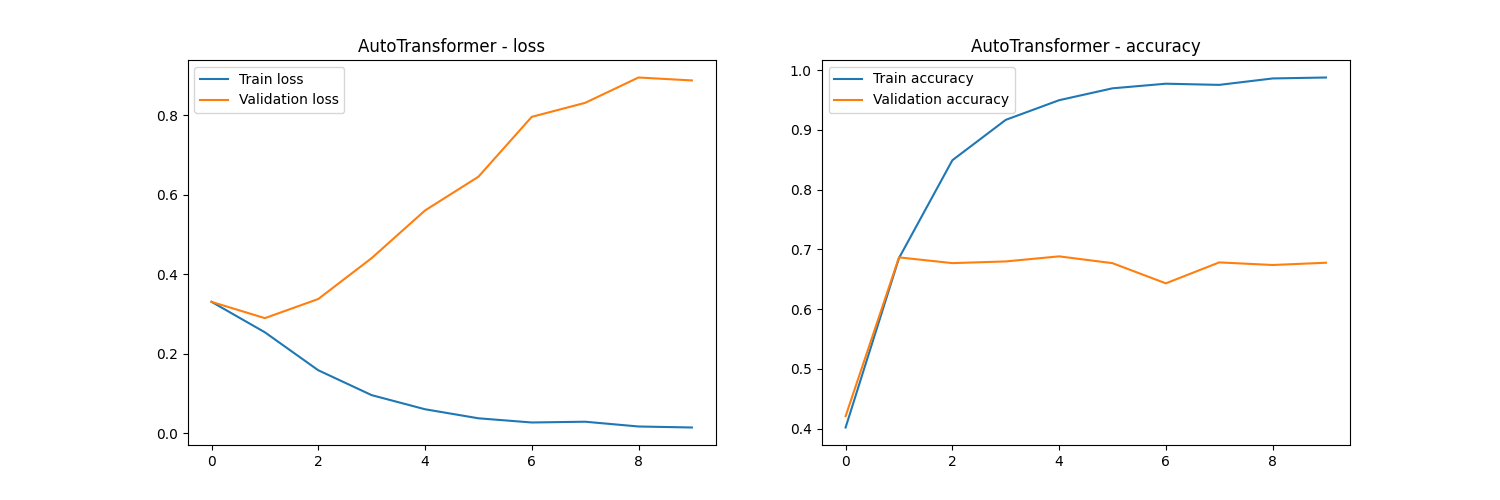 AutoTransformer - loss
Train loss
Validation loss
0.8
0.6
0.4
0.2
0.0
0 2 4 6 8
AutoTransformer - accuracy
Train accuracy
Validation accuracy
1.0
0.9
0.8
0.7
0.6
0.5
0.4
0 2 4 6 8